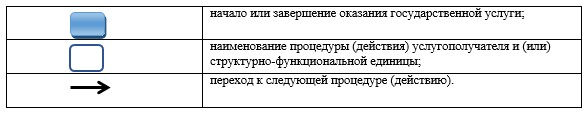 начало или завершение оказания государственной услуги;
наименование процедуры (действия) услугополучателя и (или)
структурно-функциональной единицы;
переход к следующей процедуре (действию).